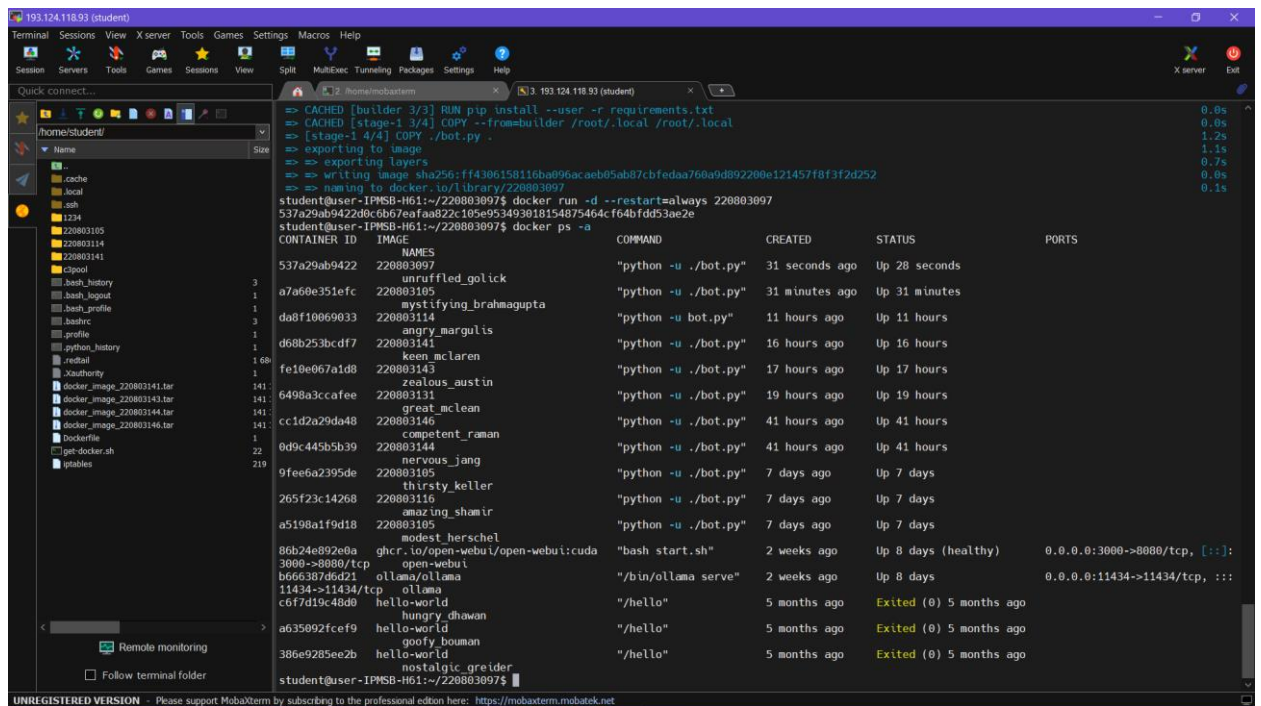 193.124.118.93 (student)
Terminal Sessions View X server Tools Games Settings Macros Help
Session Servers Tools Games Sessions View Split MultiExec Tunneling Packages Settings Help X server Exit
Quick connect...
2. /home/mobaxterm
3. 193.124.118.93 (student)
/home/student/
Name Size
..
.cache
.local
.ssh
1234
220803105
220803114
220803141
c3pool
.bash_history 3
.bash_logout 1
.bash_profile 1
.bashrc 3
.profile 1
.python_history 1
.redtail 1 68
.Xauthority 1
docker_image_220803141.tar 141
docker_image_220803143.tar 141
docker_image_220803144.tar 141
docker_image_220803146.tar 141
Dockerfile 1
get-docker.sh 22
iptables 219
Remote monitoring
Follow terminal folder
=> CACHED [builder 3/3] RUN pip install --user -r requirements.txt 0.0s
=> CACHED [stage-1 3/4] COPY --from=builder /root/.local /root/.local 0.0s
=> [stage-1 4/4] COPY ./bot.py . 1.2s
=> exporting to image 1.1s
=> => exporting layers 0.7s
=> => writing image sha256:ff4306158116ba096acaeb05ab87cbfedaa760a9d892200e121457f8f3f2d252 0.0s
=> => naming to docker.io/library/220803097 0.1s
student@user-IPMSB-H61:~/220803097$ docker run -d --restart=always 220803097
537a29ab9422d0c6b67eafaa822c105e953493018154875464cf64bfdd53ae2e
student@user-IPMSB-H61:~/220803097$ docker ps -a
CONTAINER ID IMAGE COMMAND CREATED STATUS PORTS
NAMES
537a29ab9422 220803097 "python -u ./bot.py" 31 seconds ago Up 28 seconds
unruffled_golick
a7a60e351efc 220803105 "python -u ./bot.py" 31 minutes ago Up 31 minutes
mystifying_brahmagupta
da8f10069033 220803114 "python -u bot.py" 11 hours ago Up 11 hours
angry_margulis
d68b253bcdf7 220803141 "python -u ./bot.py" 16 hours ago Up 16 hours
keen_mclaren
fe10e067a1d8 220803143 "python -u ./bot.py" 17 hours ago Up 17 hours
zealous_austin
6498a3ccafee 220803131 "python -u ./bot.py" 19 hours ago Up 19 hours
great_mclean
cc1d2a29da48 220803146 "python -u ./bot.py" 41 hours ago Up 41 hours
competent_raman
0d9c445b5b39 220803144 "python -u ./bot.py" 41 hours ago Up 41 hours
nervous_jang
9fee6a2395de 220803105 "python -u ./bot.py" 7 days ago Up 7 days
thirsty_keller
265f23c14268 220803116 "python -u ./bot.py" 7 days ago Up 7 days
amazing_shamir
a5198a1f9d18 220803105 "python -u ./bot.py" 7 days ago Up 7 days
modest_herschel
86b24e892e0a ghcr.io/open-webui/open-webui:cuda "bash start.sh" 2 weeks ago Up 8 days (healthy) 0.0.0.0:3000->8080/tcp, [::]:
3000->8080/tcp open-webui
b666387d6d21 ollama/ollama "/bin/ollama serve" 2 weeks ago Up 8 days 0.0.0.0:11434->11434/tcp, :::
11434->11434/tcp ollama
c6f7d19c48d0 hello-world "/hello" 5 months ago Exited (0) 5 months ago
hungry_dhawan
a635092fcef9 hello-world "/hello" 5 months ago Exited (0) 5 months ago
goofy_bouman
386e9285ee2b hello-world "/hello" 5 months ago Exited (0) 5 months ago
nostalgic_greider
student@user-IPMSB-H61:~/220803097$
UNREGISTERED VERSION - Please support MobaXterm by subscribing to the professional edition here: https://mobaxterm.mobatek.net